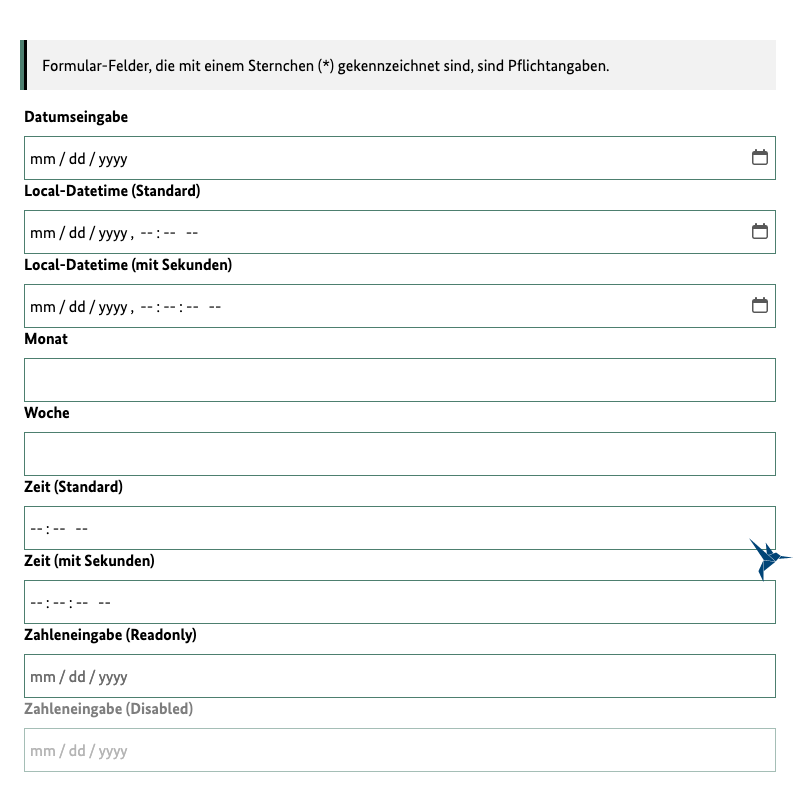 Formular-Felder, die mit einem Sternchen (*) gekennzeichnet sind, sind Pflichtangaben.
Datumseingabe
mm / dd / yyyy
Local-Datetime (Standard)
mm / dd / yyyy , -- : -- --
Local-Datetime (mit Sekunden)
mm / dd / yyyy , -- : -- : -- --
Monat
Woche
Zeit (Standard)
-- : -- --
Zeit (mit Sekunden)
-- : -- : -- --
Zahleneingabe (Readonly)
mm / dd / yyyy
Zahleneingabe (Disabled)
mm / dd / yyyy